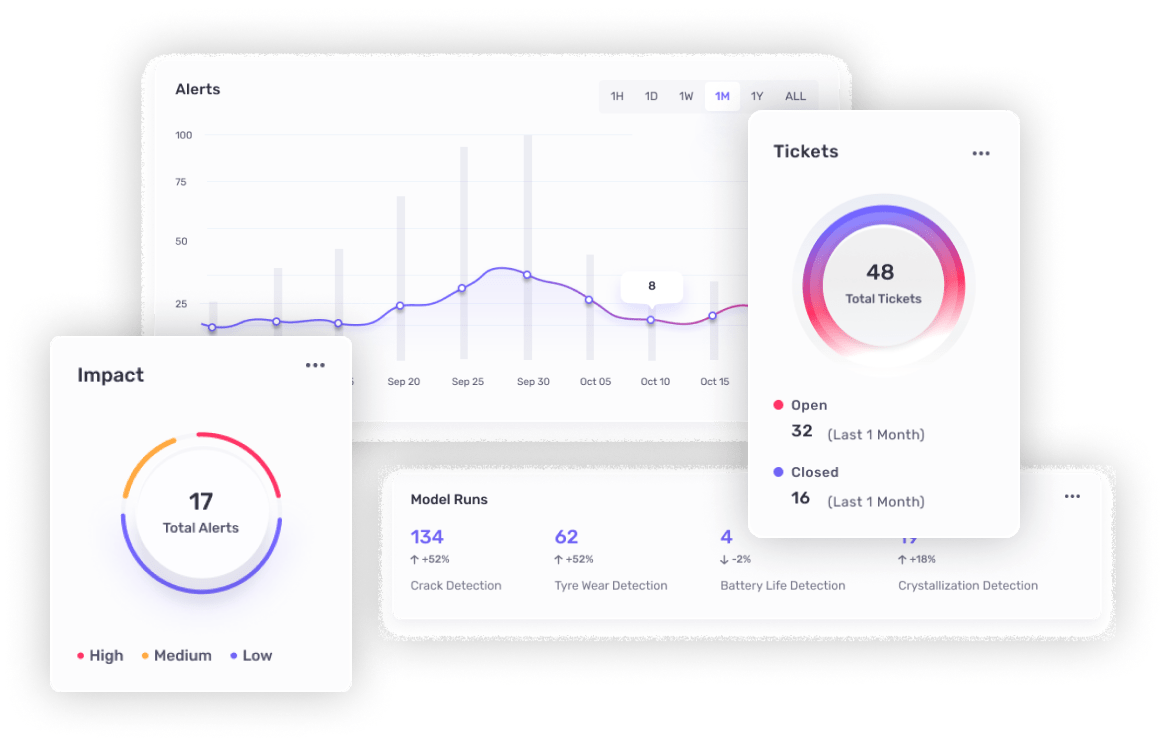 Alerts
1H 1D 1W 1M 1Y ALL
100
75
50
25
8
5 Sep 20 Sep 25 Sep 30 Oct 05 Oct 10 Oct 15
Tickets
48
Total Tickets
Open
32 (Last 1 Month)
Closed
16 (Last 1 Month)
Impact
17
Total Alerts
High Medium Low
Model Runs
134 62 4 19
+52% +52% -2% +18%
Crack Detection Tyre Wear Detection Battery Life Detection Crystallization Detection